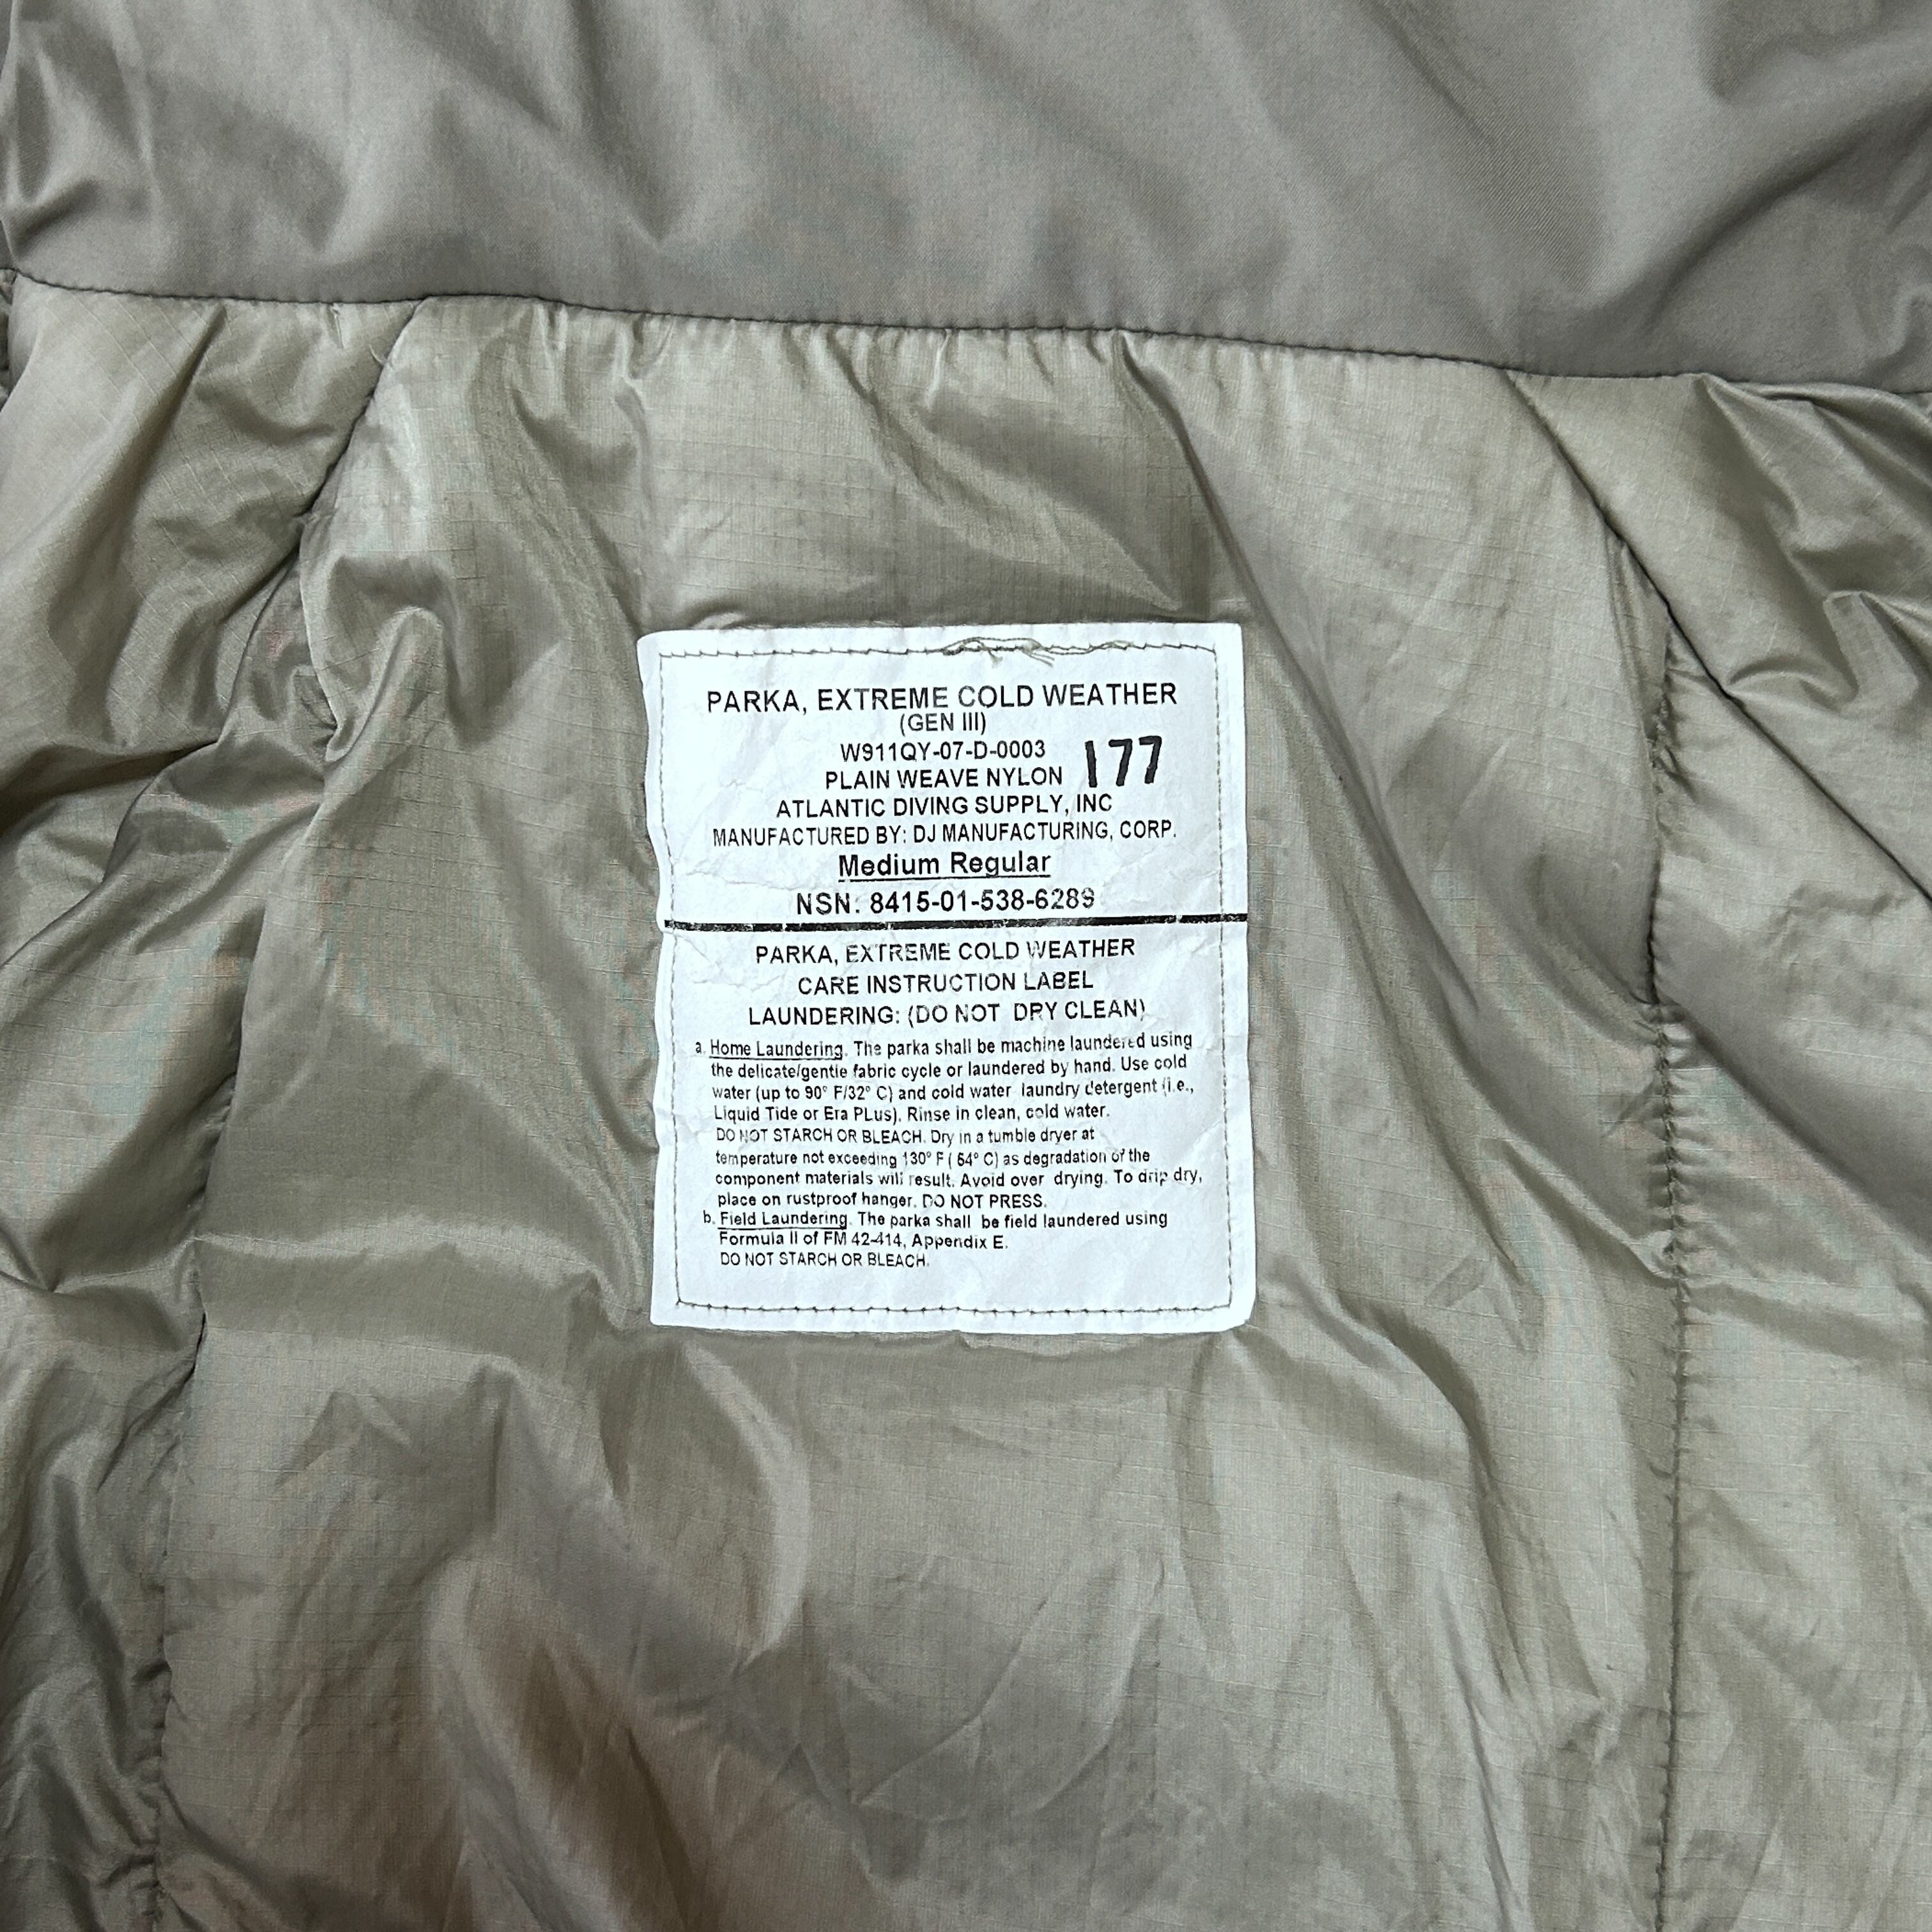 PARKA, EXTREME COLD WEATHER
(GEN III)
W911QY-07-D-0003
177
PLAIN WEAVE NYLON
ATLANTIC DIVING SUPPLY, INC
MANUFACTURED BY: DJ MANUFACTURING, CORP.
Medium Regular
NSN: 8415-01-538-6289
PARKA, EXTREME COLD WEATHER
CARE INSTRUCTION LABEL
LAUNDERING: (DO NOT DRY CLEAN)
a. Home Laundering. The parka shall be machine laundered using
the delicate/gentle fabric cycle or laundered by hand. Use cold
water (up to 90° F/32° C) and cold water laundry detergent (i.e.,
Liquid Tide or Era PLus). Rinse in clean, cold water.
DO NOT STARCH OR BLEACH. Dry in a tumble dryer at
temperature not exceeding 130° F ( 54° C) as degradation of the
component materials will result. Avoid over drying. To drip dry,
place on rustproof hanger. DO NOT PRESS.
b. Field Laundering. The parka shall be field laundered using
Formula II of FM 42-414, Appendix E.
DO NOT STARCH OR BLEACH.